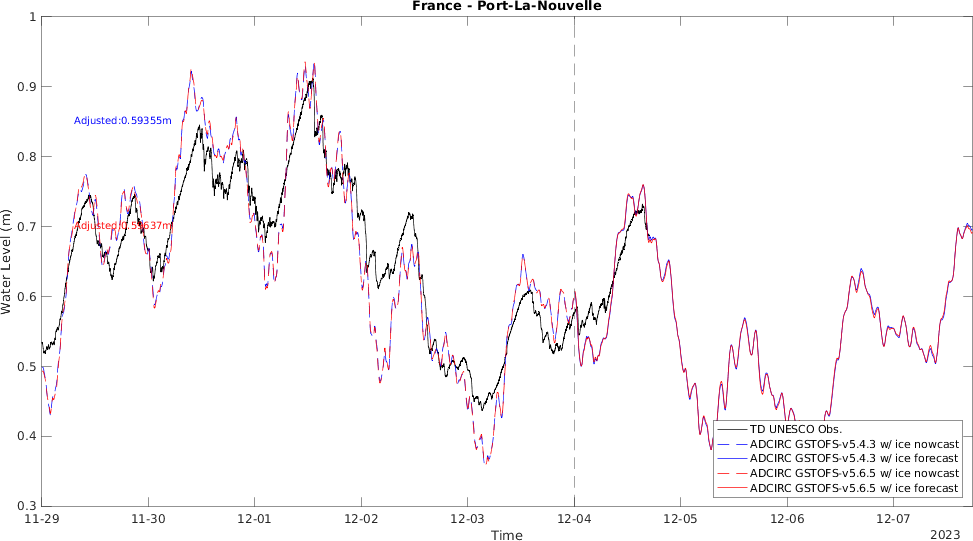 France - Port-La-Nouvelle
1
0.9
0.8
0.7
0.6
0.5
0.4
0.3
Water Level (m)
Adjusted:0.59355m
TD UNESCO Obs.
ADCIRC GSTOFS-v5.4.3 w/ ice nowcast
ADCIRC GSTOFS-v5.4.3 w/ ice forecast
ADCIRC GSTOFS-v5.6.5 w/ ice nowcast
ADCIRC GSTOFS-v5.6.5 w/ ice forecast
11-29
11-30
12-01
12-02
12-03
12-04
12-05
12-06
12-07
Time
2023